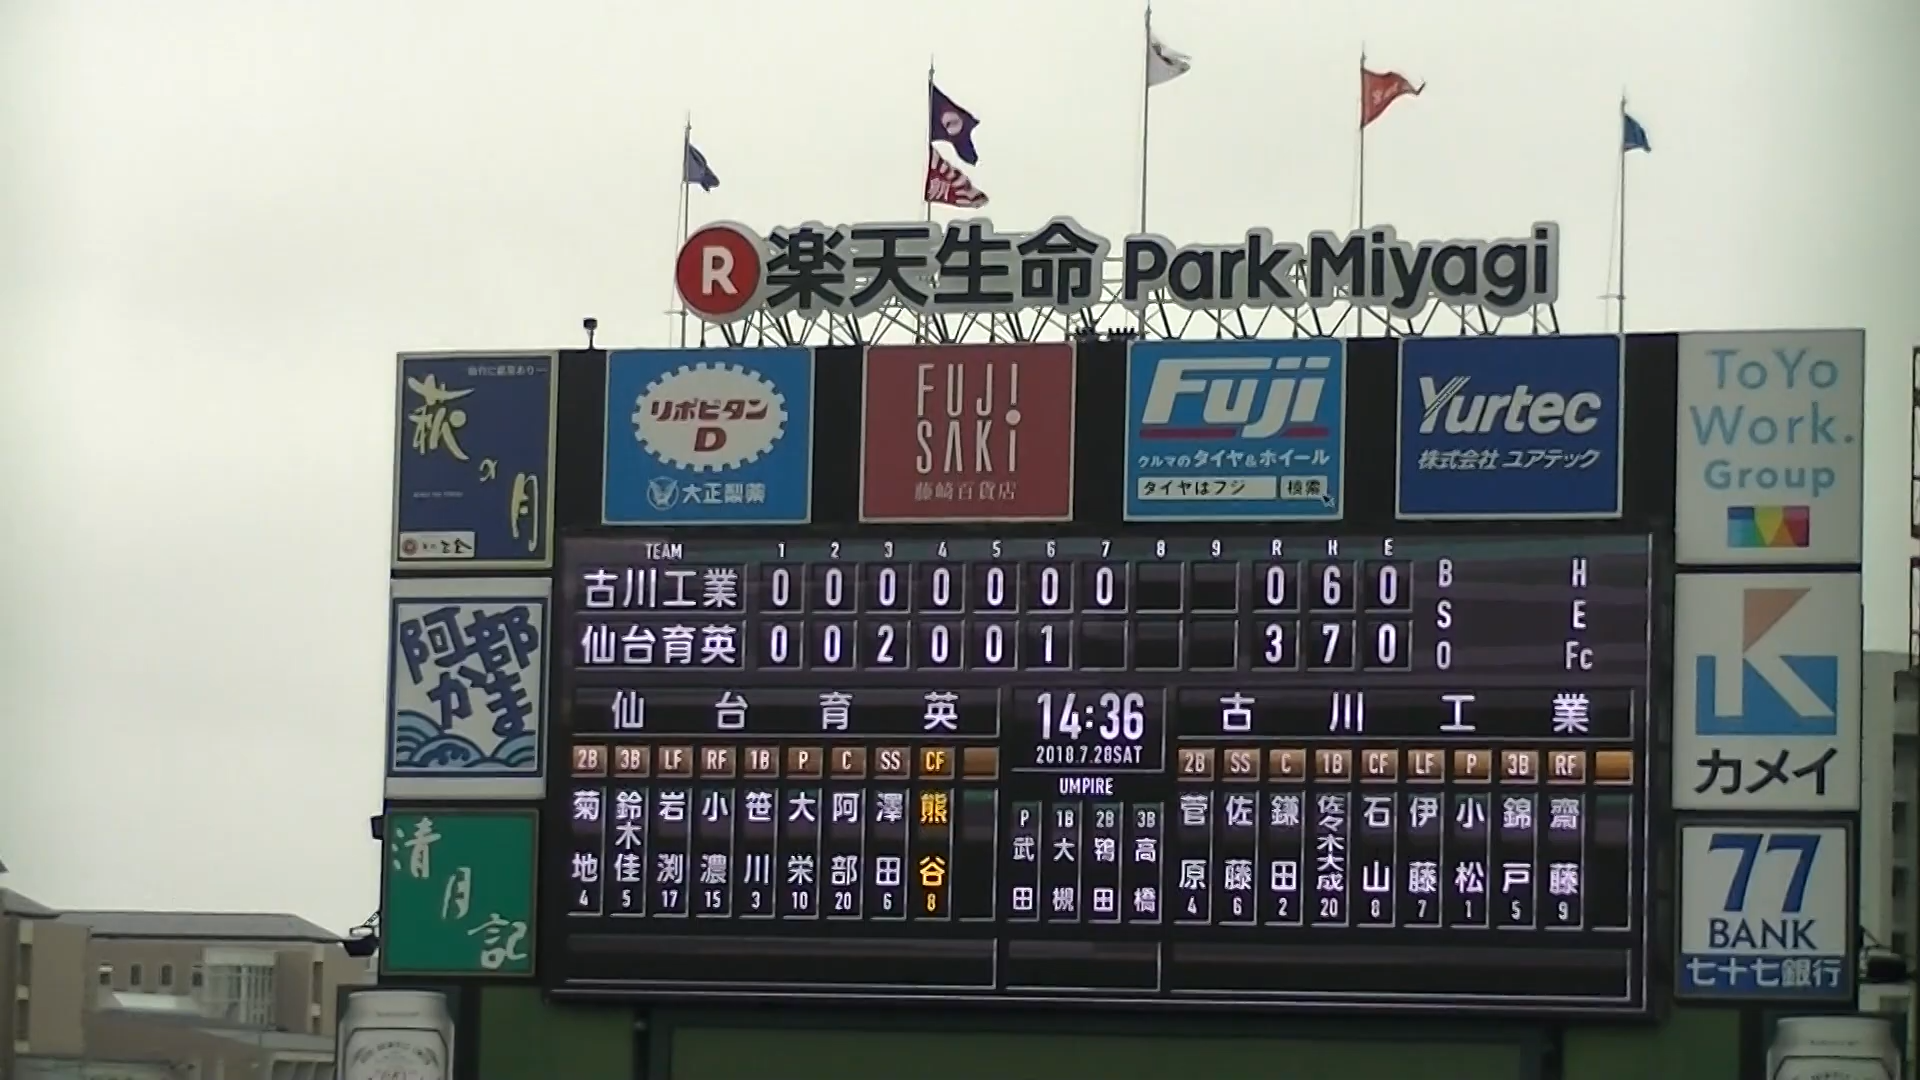 R 楽天生命 Park Miyagi
萩の月
リポビタン
D
大正製薬
FUJI
SAKI
藤崎百貨店
Fuji
クルマのタイヤ&ホイール
タイヤはフジ 検索
Yurtec
株式会社 ユアテック
ToYo
Work.
Group
阿部
かま
清月記
カメイ
77
BANK
七十七銀行
TEAM 1 2 3 4 5 6 7 8 9 R H E
古川工業 0 0 0 0 0 0 0 0 6 0
仙台育英 0 0 2 0 0 1 3 7 0
B H
S E
O Fc
仙台育英 14:36 古川工業
2018.7.28SAT
2B 3B LF RF 1B P C SS CF
菊地 鈴木佳 岩渕 小濃 笹川 大栄 阿部 澤田 熊谷
4 5 17 15 3 10 20 6 8
UMPIRE
P 1B 2B 3B
武田 大槻 鴇田 高橋
2B SS C 1B CF LF P 3B RF
菅原 佐藤 鎌田 佐々木大成 石山 伊藤 小松 錦戸 齋藤
4 6 2 20 8 7 1 5 9